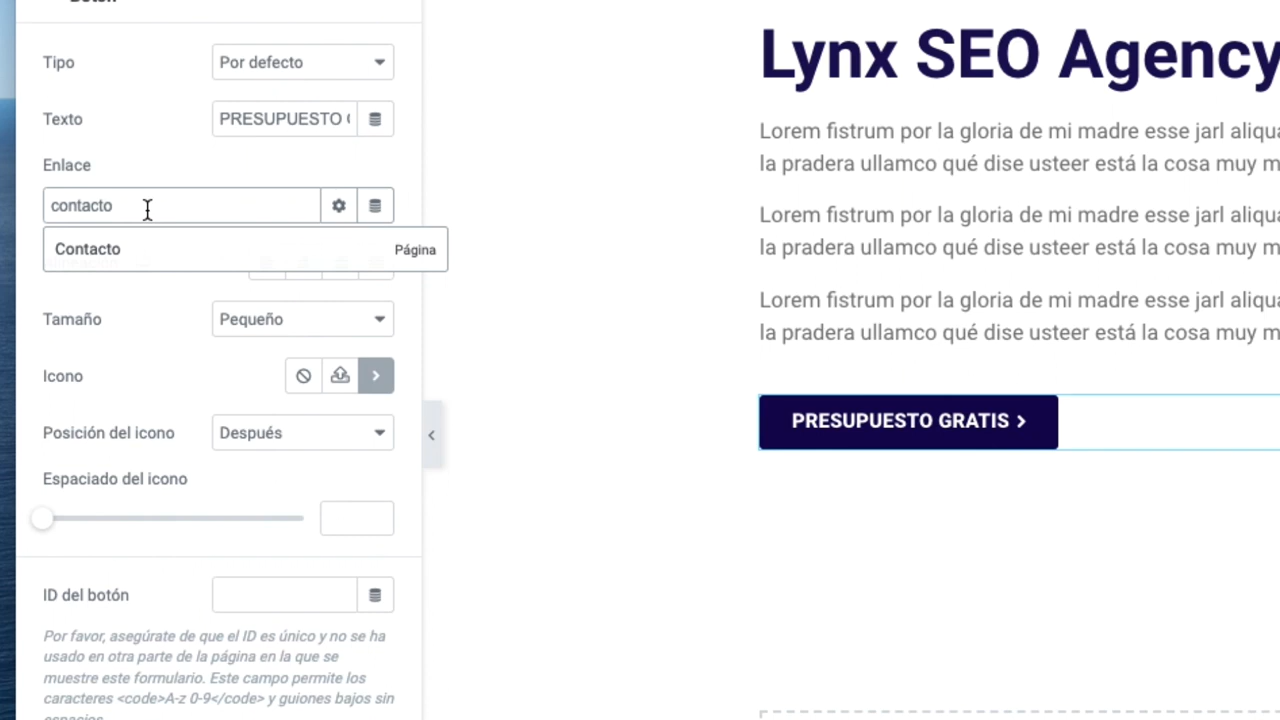 Tipo
Por defecto
Texto
PRESUPUESTO
Enlace
contacto
Contacto
Página
Tamaño
Pequeño
Icono
Posición del icono
Después
Espaciado del icono
ID del botón
Por favor, asegúrate de que el ID es único y no se ha
usado en otra parte de la página en la que se
muestre este formulario. Este campo permite los
caracteres <code>A-z 0-9</code> y guiones bajos sin
espacios.
Lynx SEO Agency
Lorem fistrum por la gloria de mi madre esse jarl aliqua
la pradera ullamco qué dise usteer está la cosa muy m
Lorem fistrum por la gloria de mi madre esse jarl aliqua
la pradera ullamco qué dise usteer está la cosa muy m
Lorem fistrum por la gloria de mi madre esse jarl aliqua
la pradera ullamco qué dise usteer está la cosa muy m
PRESUPUESTO GRATIS